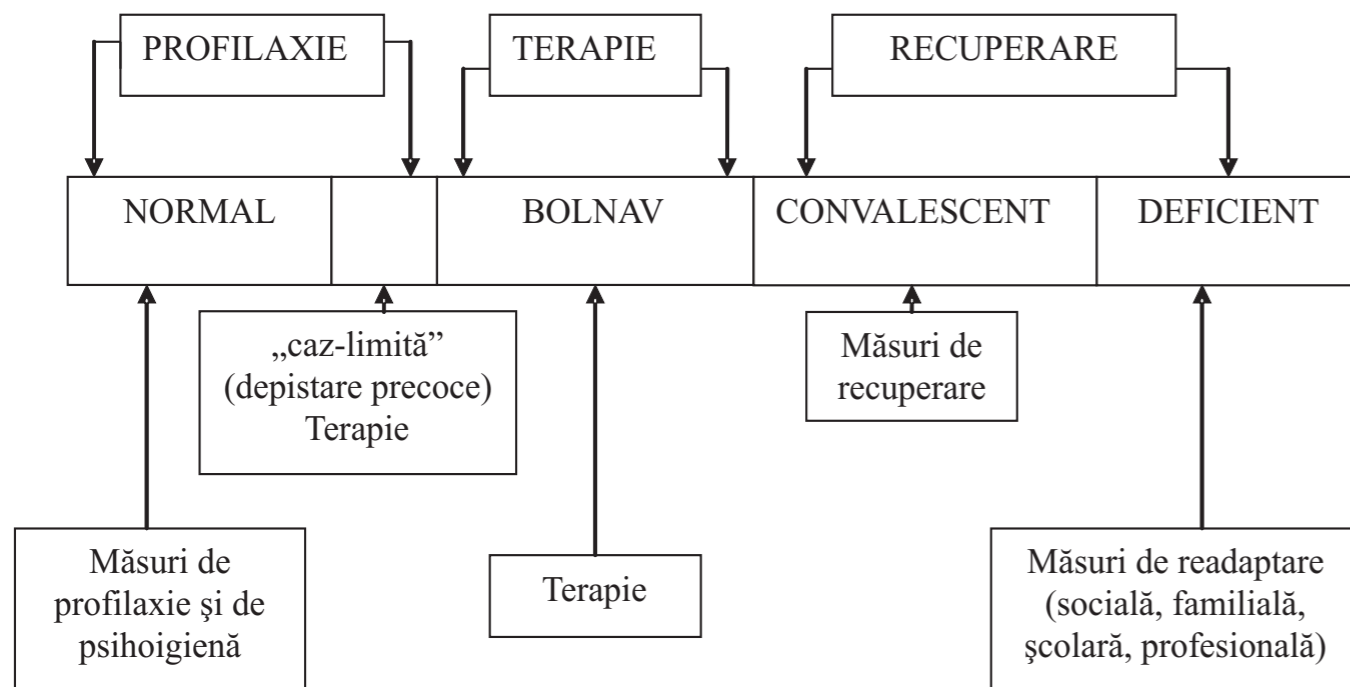 PROFILAXIE
TERAPIE
RECUPERARE
NORMAL
BOLNAV
CONVALESCENT
DEFICIENT
„caz-limită”
(depistare precoce)
Terapie
Măsuri de
recuperare
Măsuri de
profilaxie şi de
psihoigienă
Terapie
Măsuri de readaptare
(socială, familială,
şcolară, profesională)